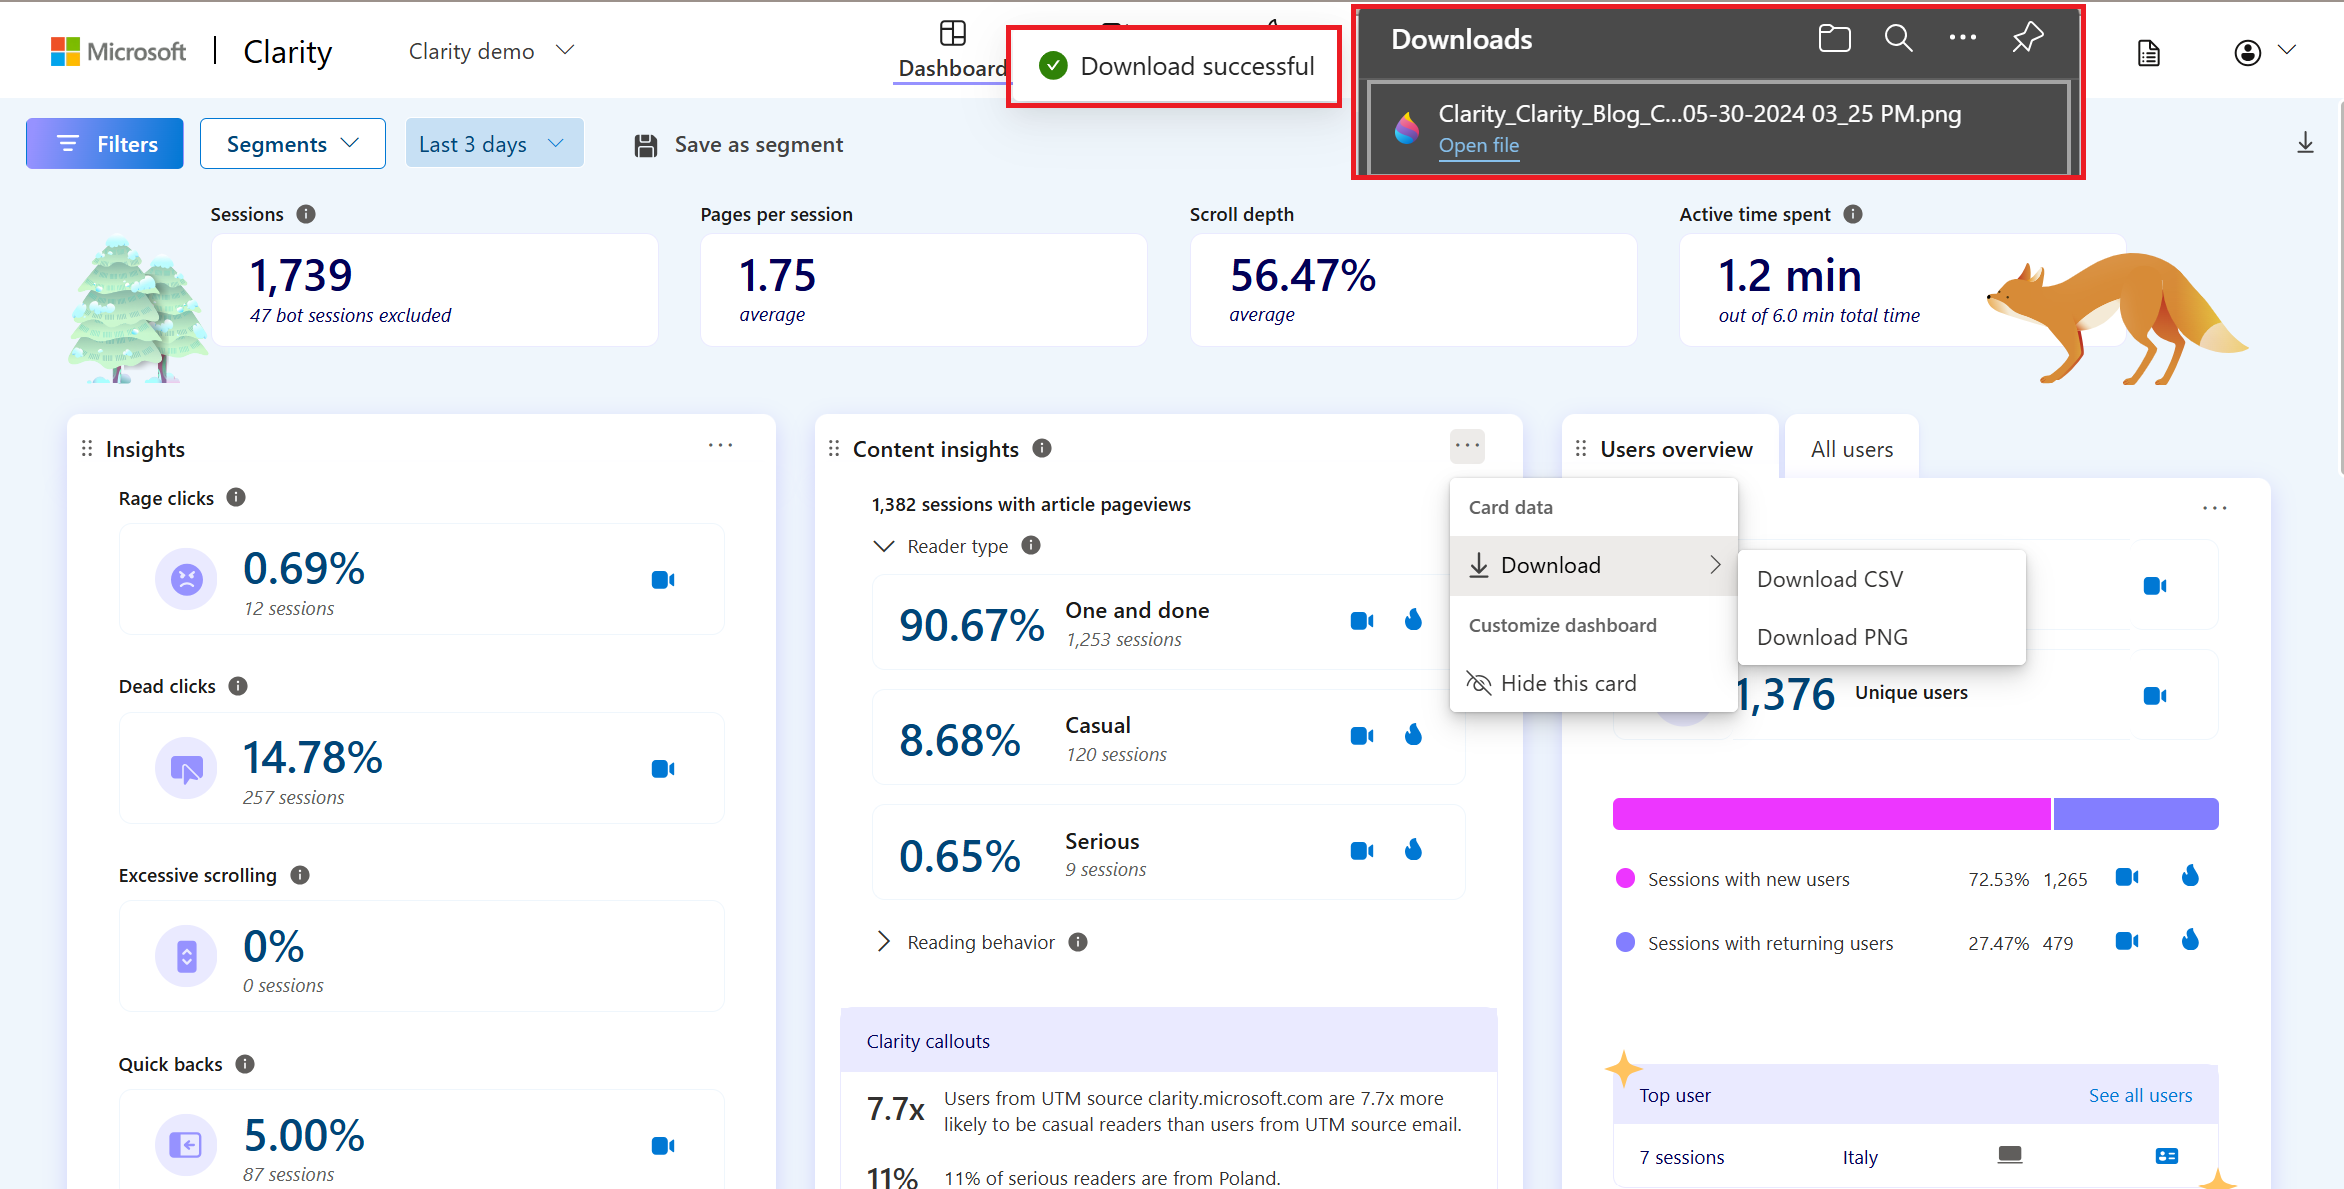 Microsoft
Clarity
Clarity demo
Dashboard
Download successful
Downloads
Clarity_Clarity_Blog_C...05-30-2024 03_25 PM.png
Open file
Filters
Segments
Last 3 days
Save as segment
Sessions
1,739
47 bot sessions excluded
Pages per session
1.75
average
Scroll depth
56.47%
average
Active time spent
1.2 min
out of 6.0 min total time
Insights
Rage clicks
0.69%
12 sessions
Dead clicks
14.78%
257 sessions
Excessive scrolling
0%
0 sessions
Quick backs
5.00%
87 sessions
Content insights
1,382 sessions with article pageviews
Reader type
90.67%
One and done
1,253 sessions
8.68%
Casual
120 sessions
0.65%
Serious
9 sessions
Reading behavior
Clarity callouts
7.7x
Users from UTM source clarity.microsoft.com are 7.7x more
likely to be casual readers than users from UTM source email.
11%
11% of serious readers are from Poland.
Card data
Download
Customize dashboard
Hide this card
Download CSV
Download PNG
Users overview
All users
1,376
Unique users
Sessions with new users
72.53%
1,265
Sessions with returning users
27.47%
479
Top user
See all users
7 sessions
Italy